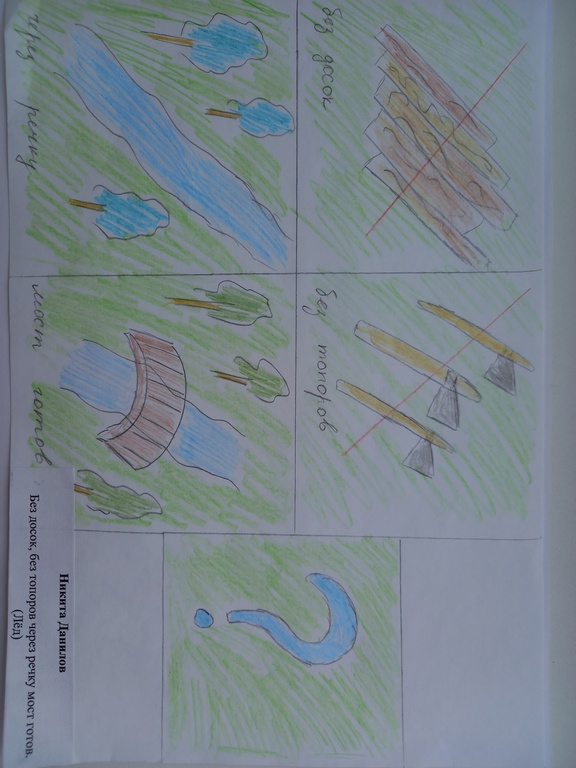 без досок
без топоров
через речку
мост готов
Никита Данилов
Без досок, без топоров через речку мост готов.
(Лёд)